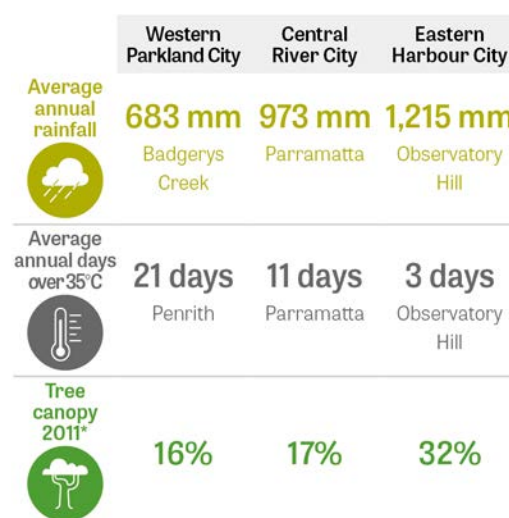 Western
Parkland City
Central
River City
Eastern
Harbour City
Average
annual
rainfall
683 mm
Badgerys
Creek
973 mm
Parramatta
1,215 mm
Observatory
Hill
Average
annual days
over 35°C
21 days
Penrith
11 days
Parramatta
3 days
Observatory
Hill
Tree
canopy
2011*
16%
17%
32%